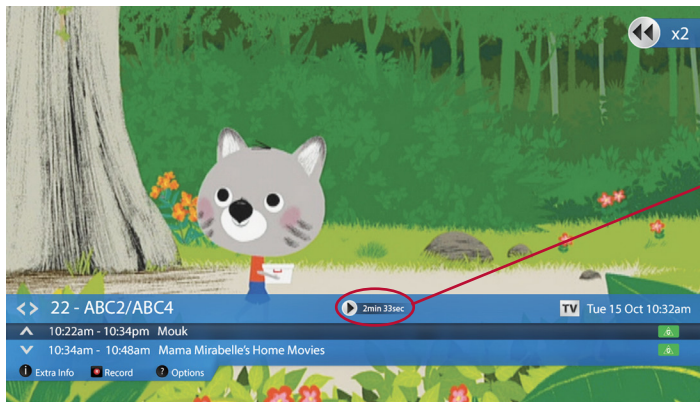 x2
<> 22 - ABC2/ABC4 2min 33sec TV Tue 15 Oct 10:32am
10:22am - 10:34pm Mouk G
10:34am - 10:48am Mama Mirabelle's Home Movies G
i Extra Info Record ? Options